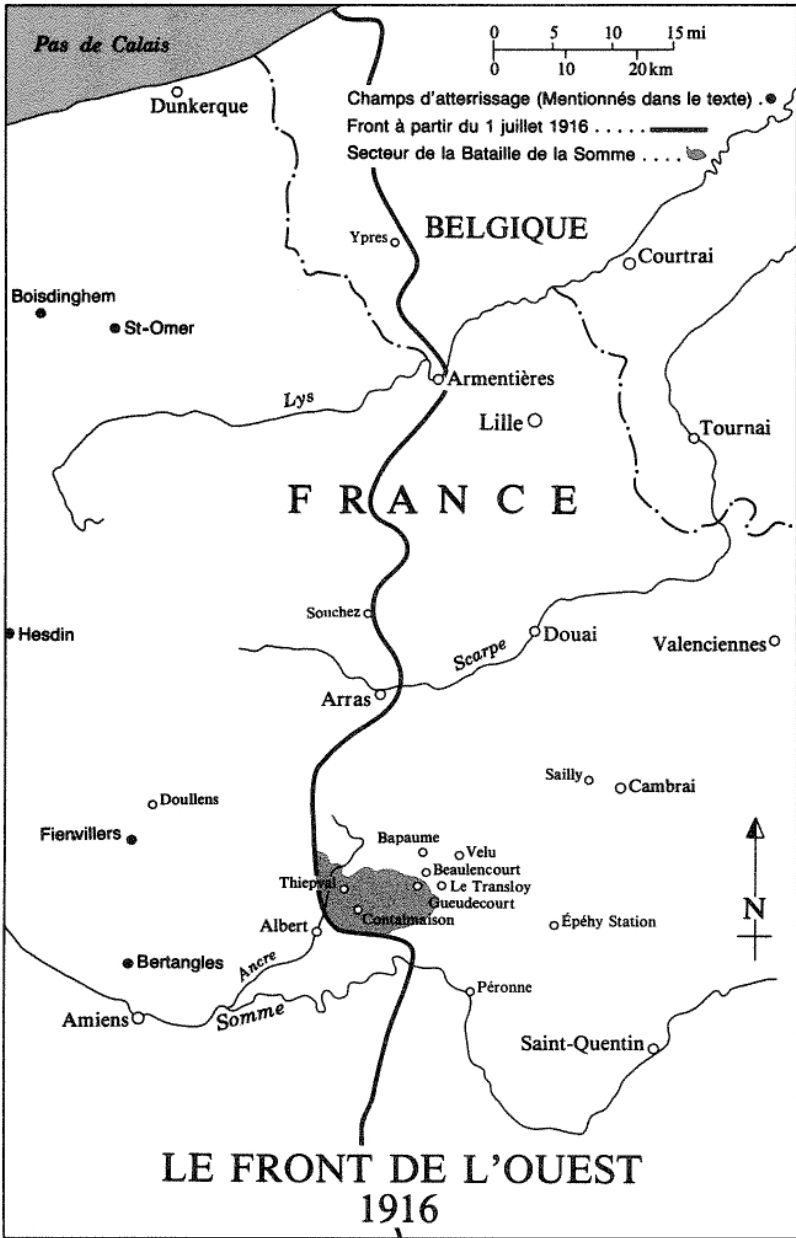 Pas de Calais
0 5 10 15 mi
0 10 20 km
Dunkerque
Champs d'atterrissage (Mentionnés dans le texte) .
Front à partir du 1 juillet 1916 . . . . .
Secteur de la Bataille de la Somme . . . .
Ypres
BELGIQUE
Courtrai
Boisdinghem
St-Omer
Armentières
Lys
Lille
Tournai
FRANCE
Souchez
Hesdin
Scarpe
Douai
Valenciennes
Arras
Sailly
Cambrai
Doullens
Fienvillers
Bapaume
Velu
Beaulencourt
Thiepval
Le Transloy
Gueudecourt
Contalmaison
N
Albert
Épéhy Station
Bertangles
Ancre
Péronne
Amiens
Somme
Saint-Quentin
LE FRONT DE L'OUEST
1916